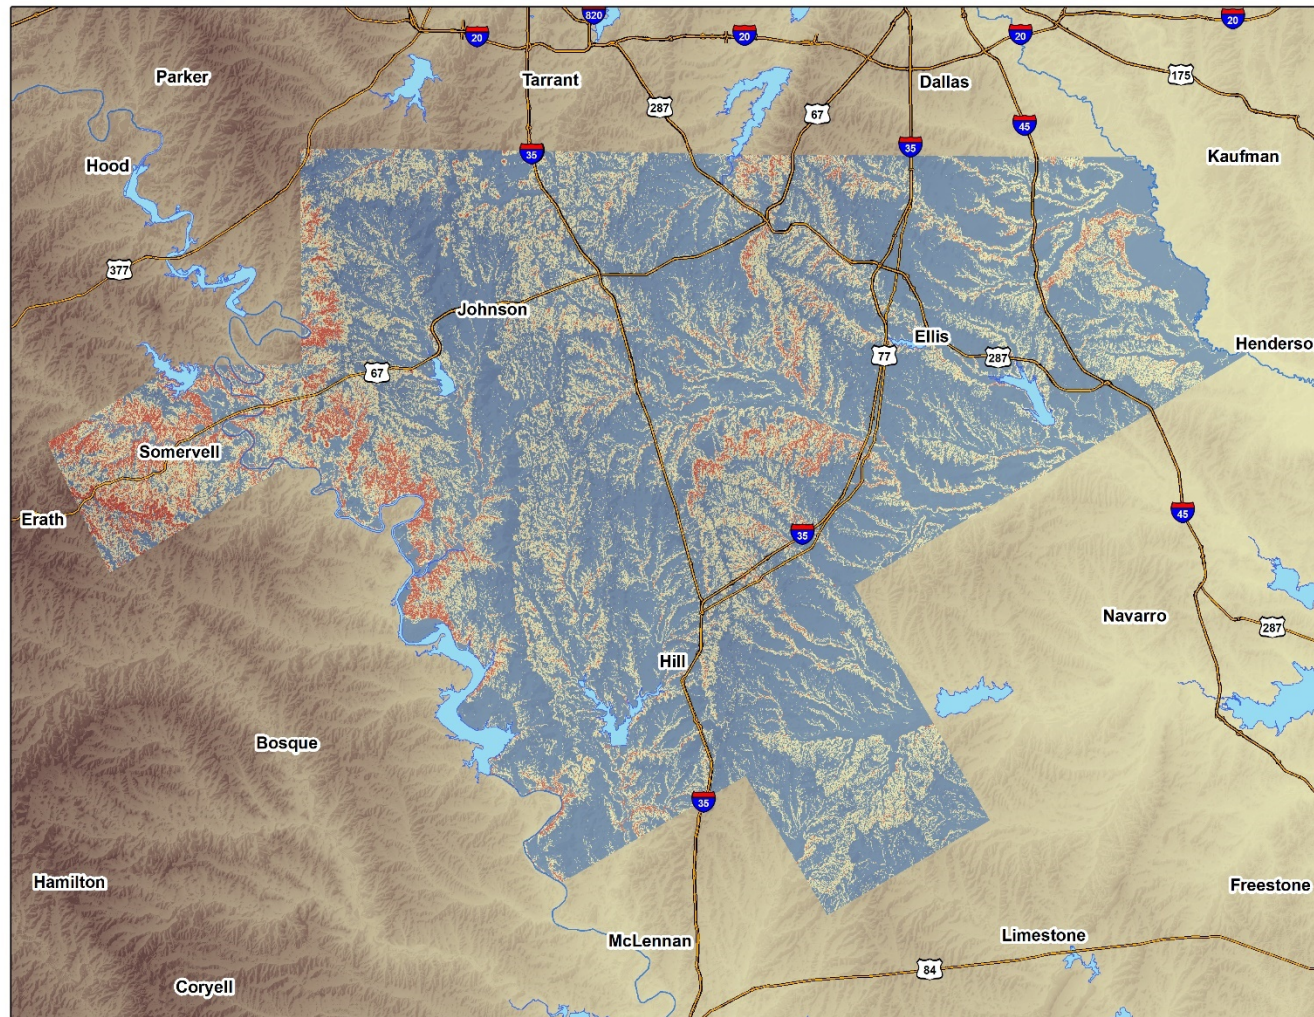 820
20
20
20
20
Parker
Tarrant
Dallas
175
287
67
45
35
35
Kaufman
Hood
377
Johnson
Ellis
Henderso
77
287
67
Somervell
Erath
45
35
Navarro
287
Hill
Bosque
35
Hamilton
Freestone
McLennan
Limestone
84
Coryell